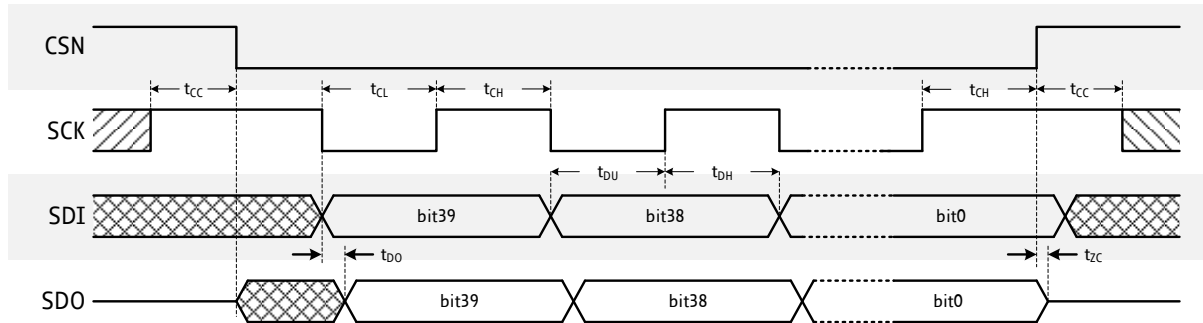 CSN
tCC tCL tCH tCH tCC
SCK
tDU tDH
SDI bit39 bit38 bit0
tDO tZC
SDO bit39 bit38 bit0